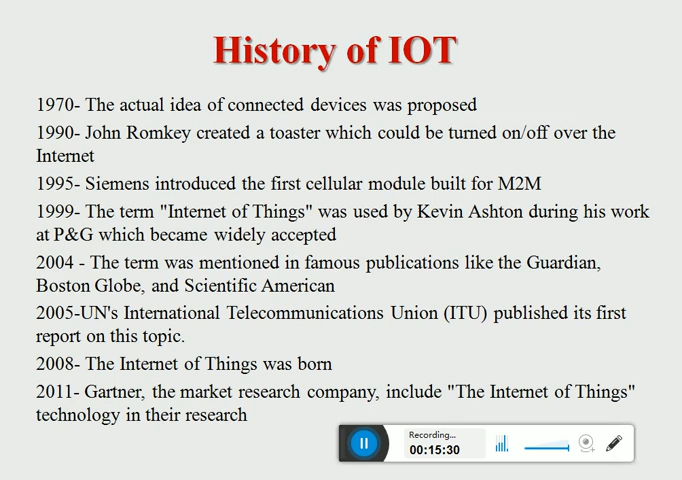 History of IOT
1970- The actual idea of connected devices was proposed
1990- John Romkey created a toaster which could be turned on/off over the
Internet
1995- Siemens introduced the first cellular module built for M2M
1999- The term "Internet of Things" was used by Kevin Ashton during his work
at P&G which became widely accepted
2004 - The term was mentioned in famous publications like the Guardian,
Boston Globe, and Scientific American
2005-UN's International Telecommunications Union (ITU) published its first
report on this topic.
2008- The Internet of Things was born
2011- Gartner, the market research company, include "The Internet of Things"
technology in their research
Recording...
00:15:30